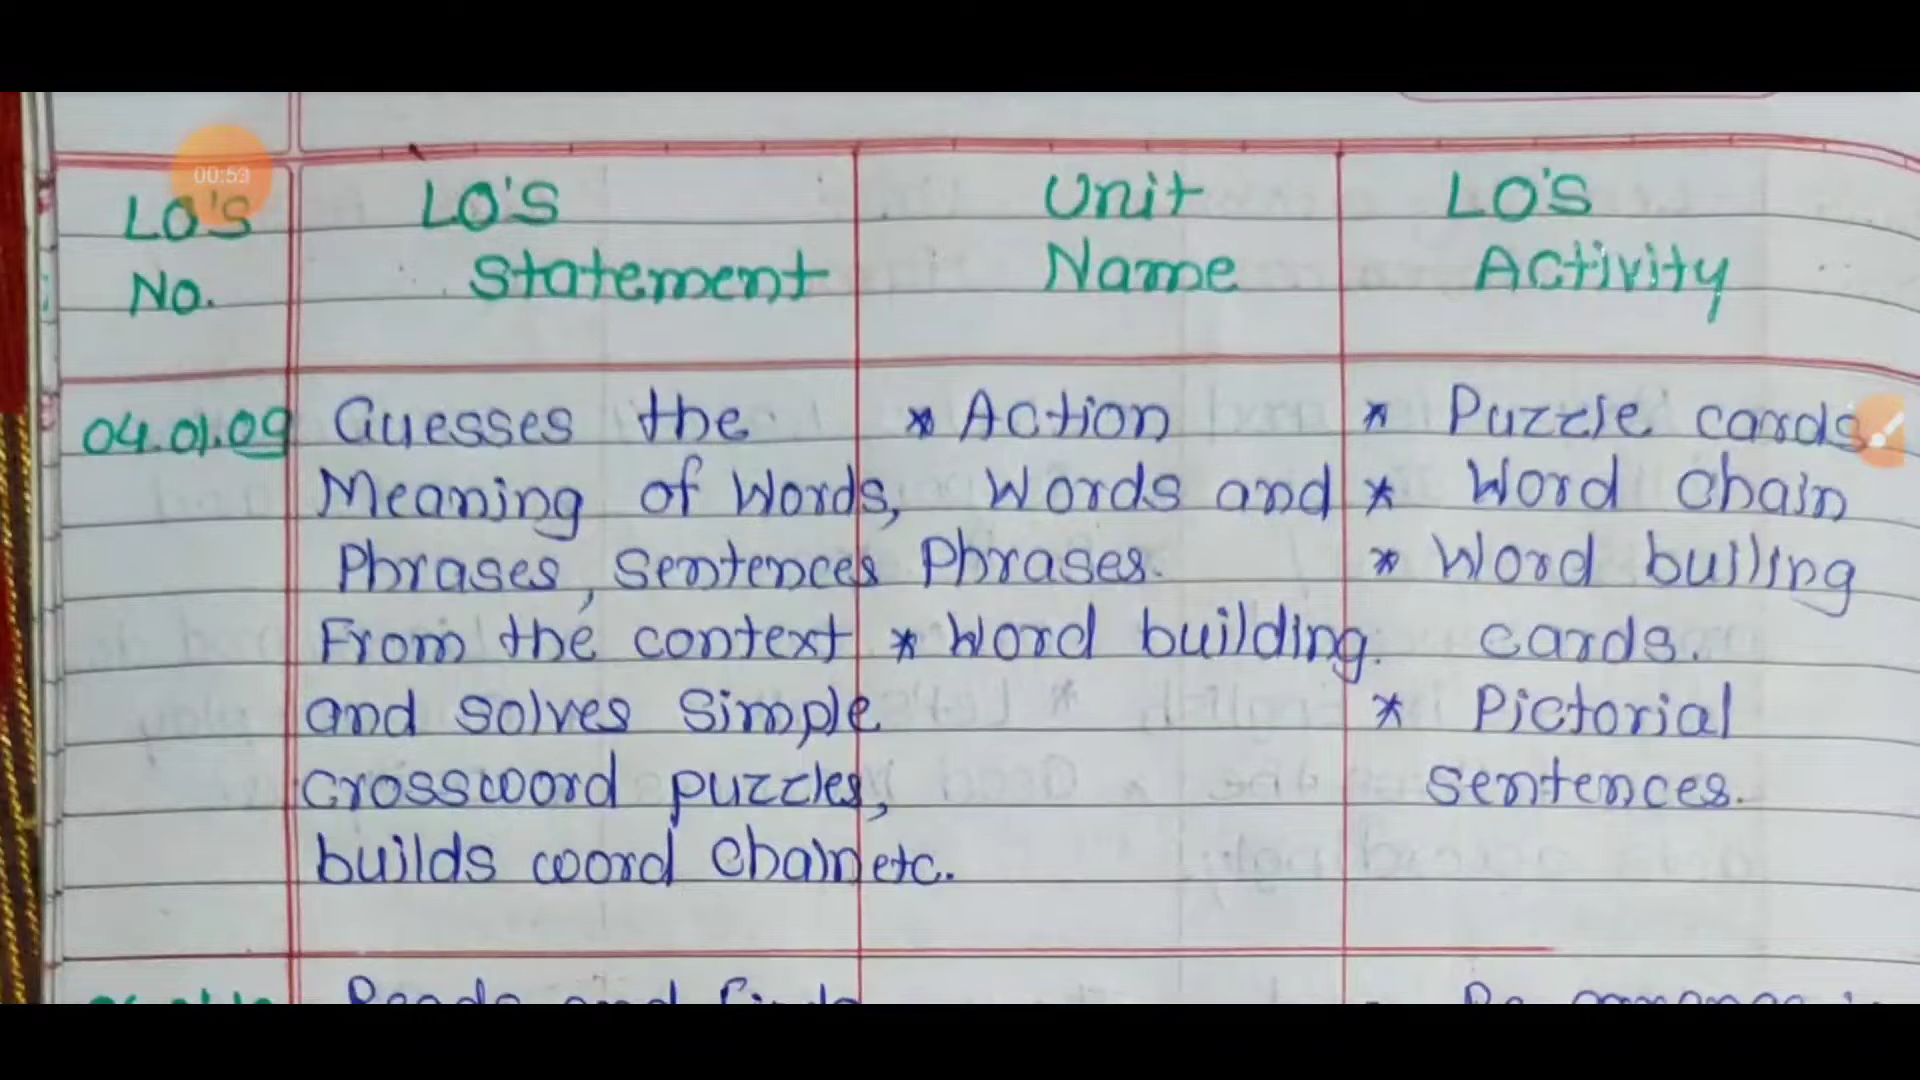 00:53
LO's No.
LO's Statement
Unit Name
LO's Activity
04.01.09
Guesses the
Meaning of Words,
Phrases, sentences
From the context
and solves simple
crossword puzzles,
builds word chain etc.
* Action
Words and
Phrases.
* Word building.
* Puzzle cards.
* Word chain
* Word builing
cards.
* Pictorial
sentences.